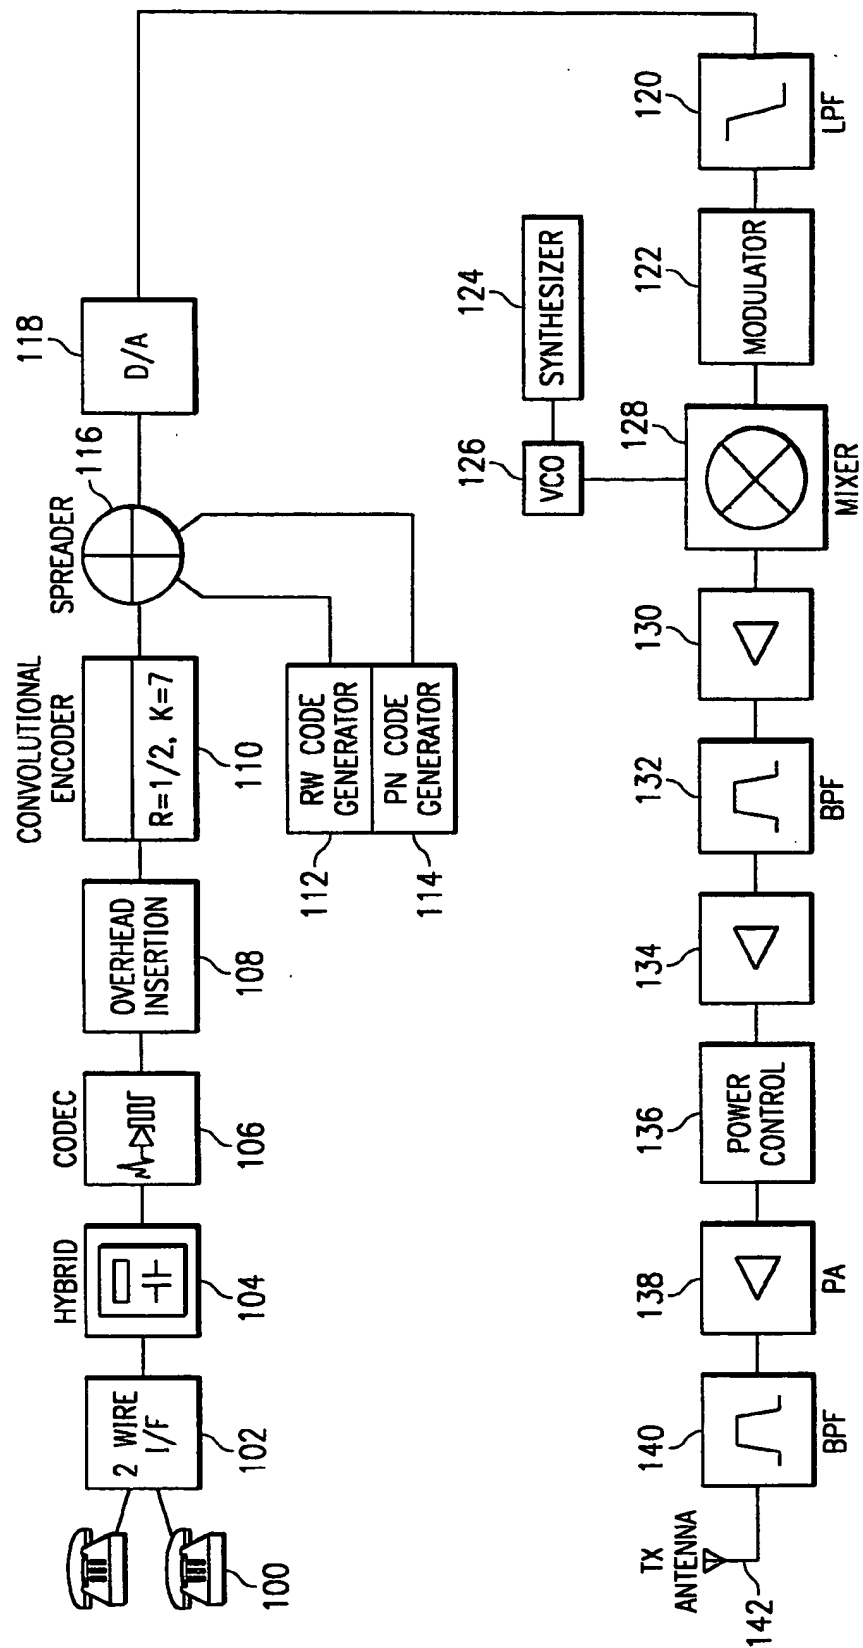 100
2 WIRE
I/F
102
HYBRID
104
CODEC
106
OVERHEAD
INSERTION
108
CONVOLUTIONAL
ENCODER
R=1/2, K=7
110
RW CODE
GENERATOR
112
PN CODE
GENERATOR
114
SPREADER
116
D/A
118
120
LPF
122
MODULATOR
124
SYNTHESIZER
126
VCO
128
MIXER
130
132
BPF
134
136
POWER
CONTROL
138
PA
140
BPF
TX
ANTENNA
142